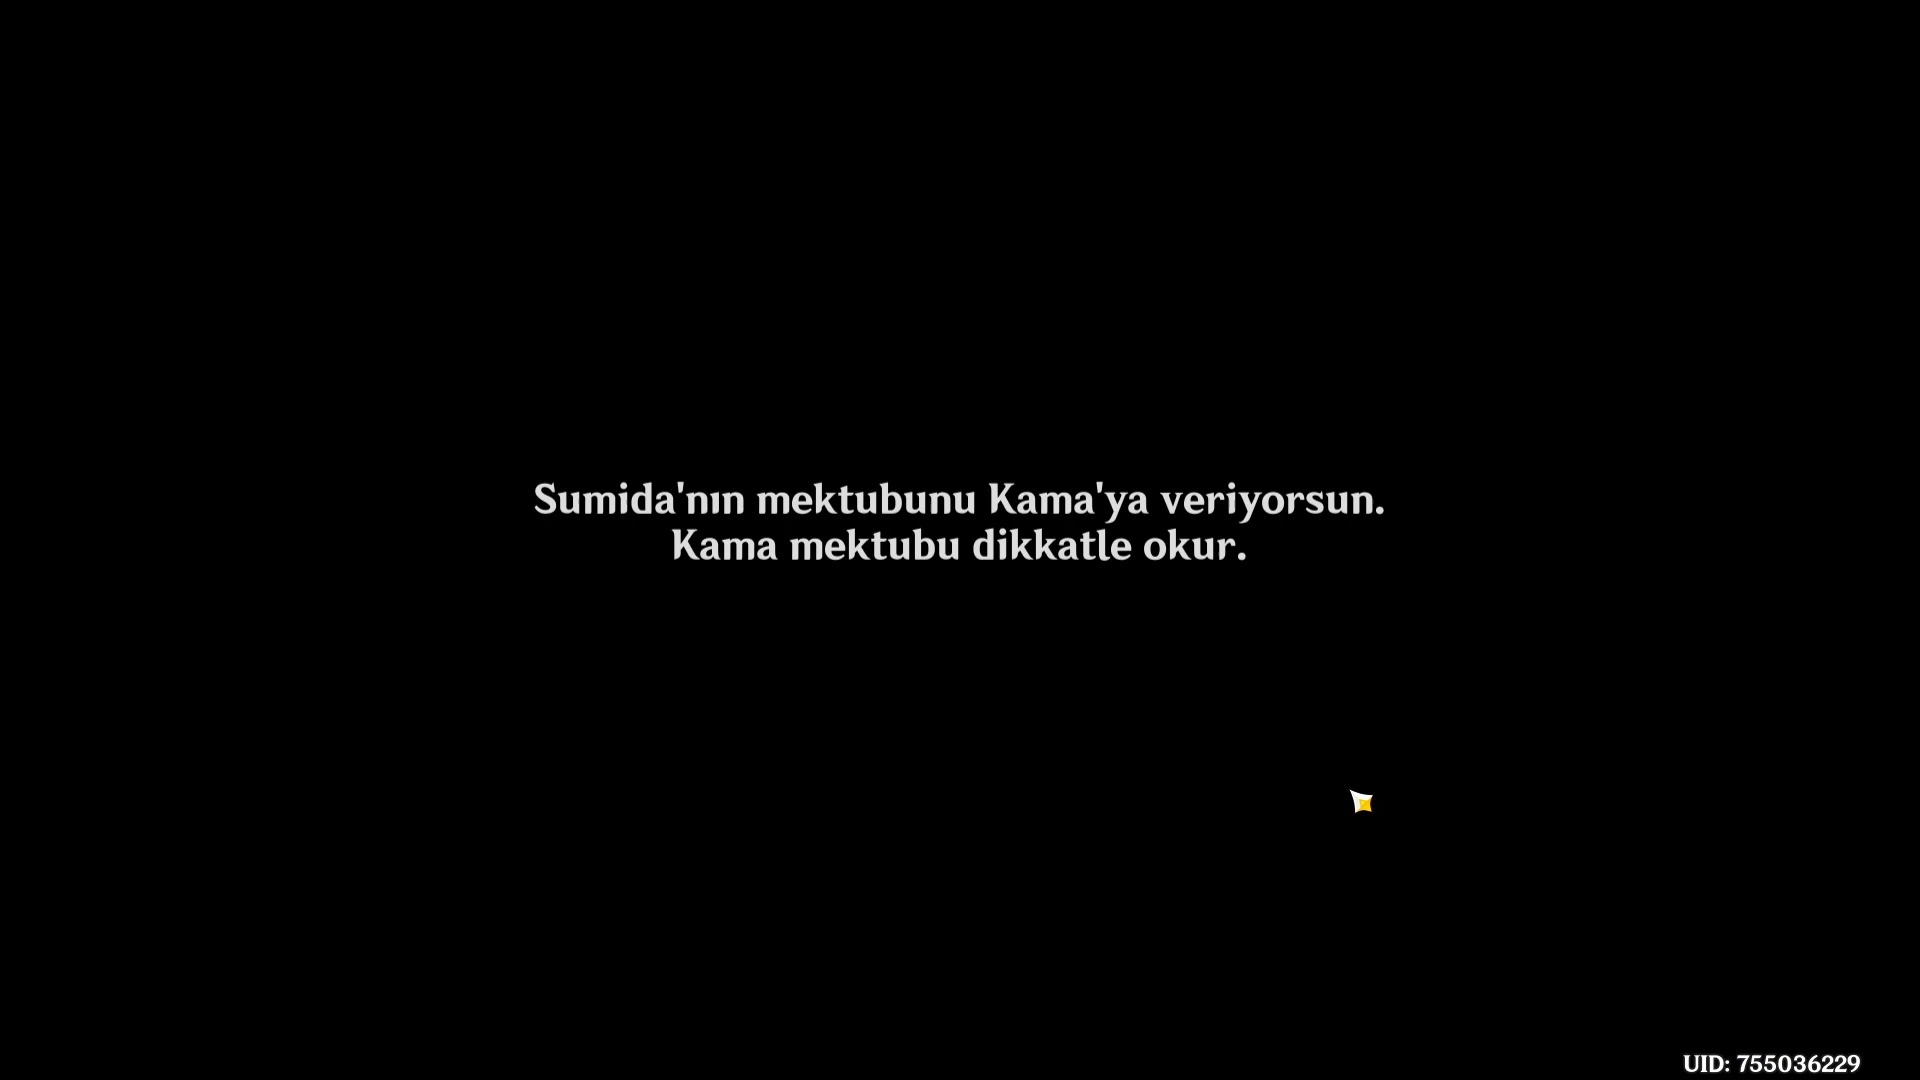 Sumida'nın mektubunu Kama'ya veriyorsun.
Kama mektubu dikkatle okur.
UID: 755036229